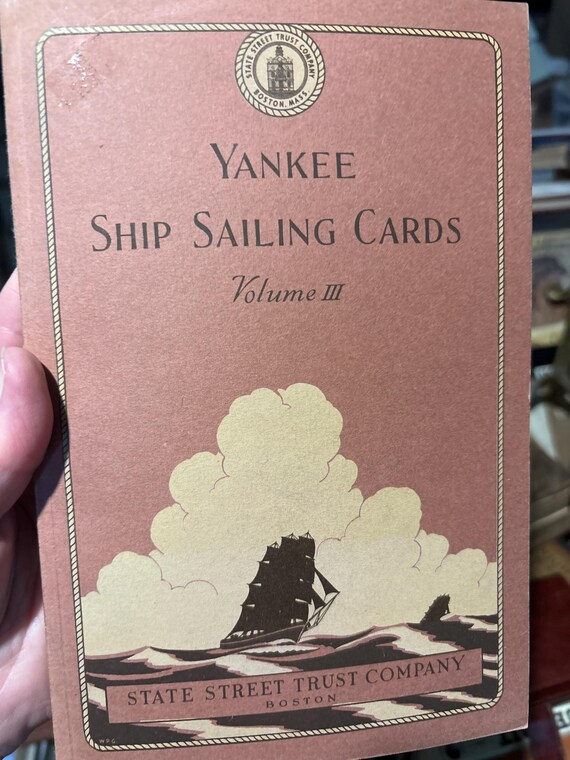 STATE STREET TRUST COMPANY
BOSTON, MASS.
YANKEE
SHIP SAILING CARDS
Volume III
STATE STREET TRUST COMPANY
BOSTON